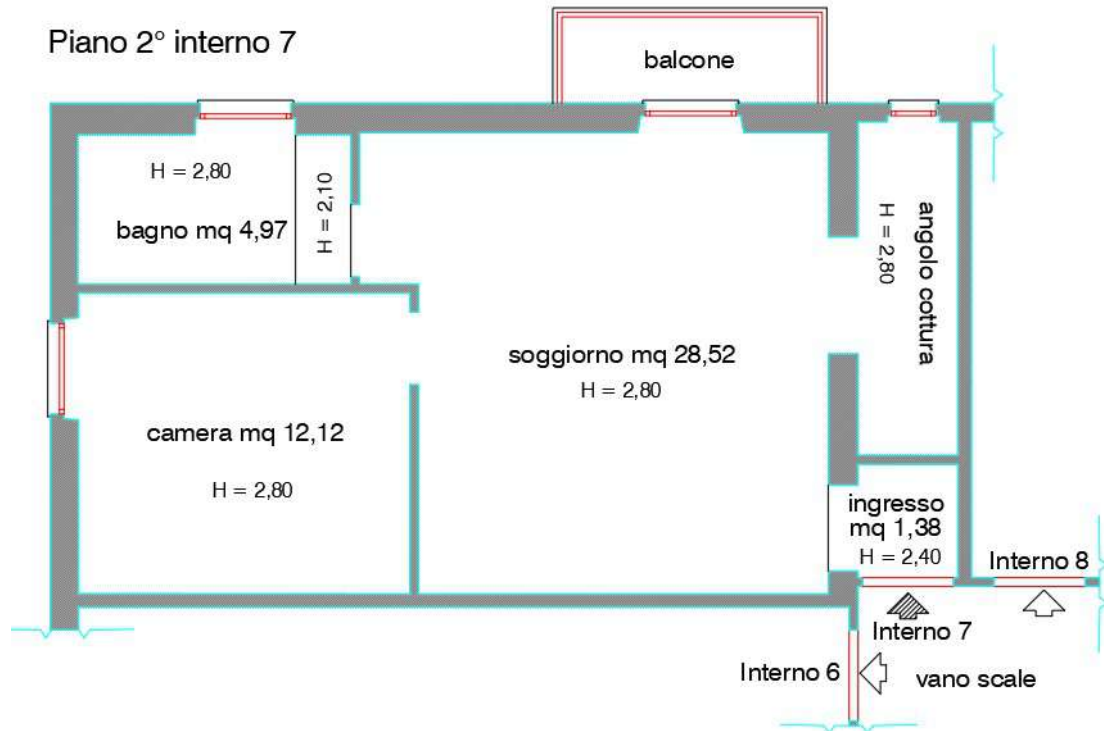 Piano 2° interno 7
balcone
H = 2,80
bagno mq 4,97
H = 2,10
angolo cottura
H = 2,80
soggiorno mq 28,52
H = 2,80
camera mq 12,12
H = 2,80
ingresso
mq 1,38
H = 2,40
Interno 8
Interno 7
Interno 6
vano scale